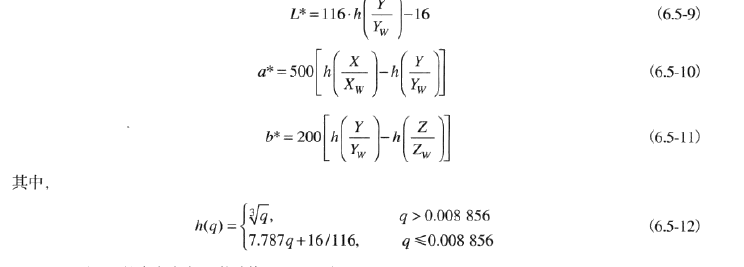 L*=116·h(Y/Y_W)−16 (6.5-9)
a*=500[h(X/X_W)−h(Y/Y_W)] (6.5-10)
b*=200[h(Y/Y_W)−h(Z/Z_W)] (6.5-11)
其中,
h(q)={∛q, q>0.008 856
7.787q+16/116, q≤0.008 856 (6.5-12)